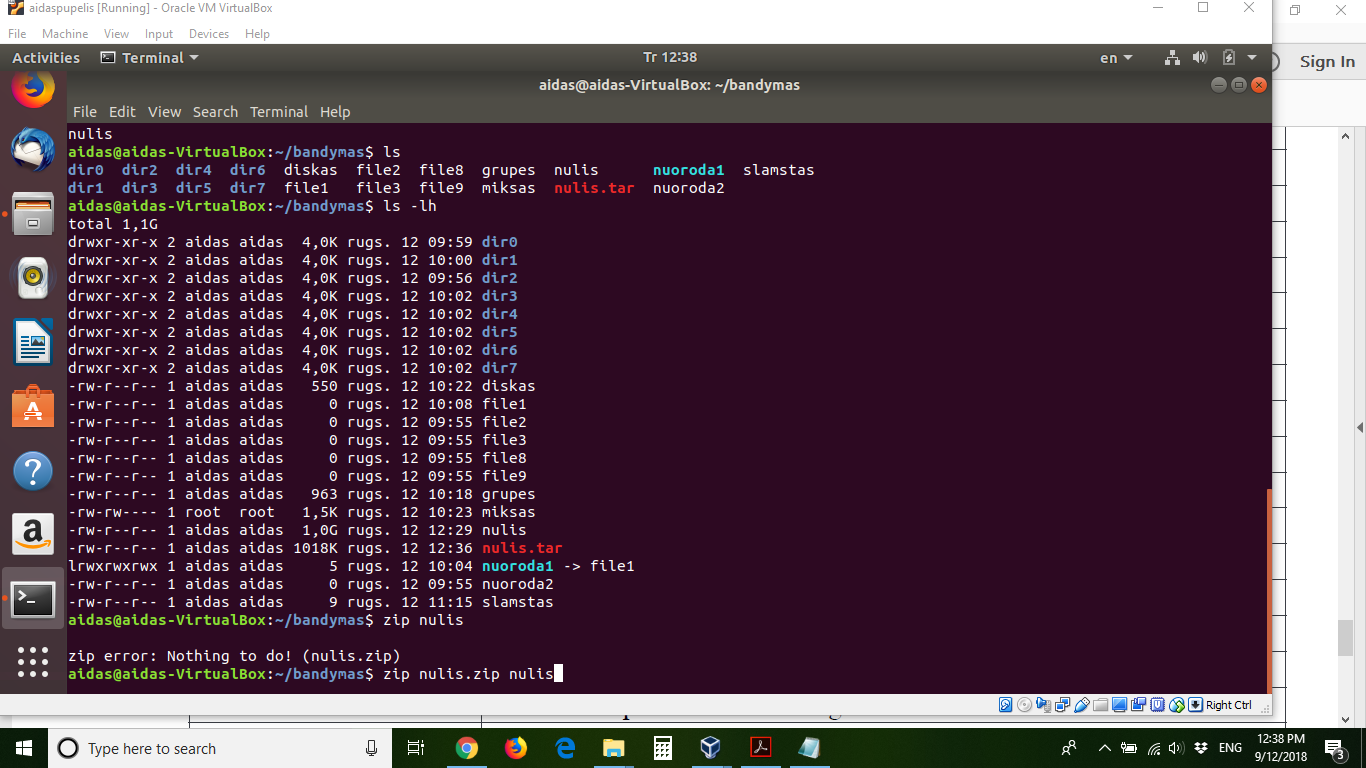 aidaspupelis [Running] - Oracle VM VirtualBox
File Machine View Input Devices Help
Activities Terminal Tr 12:38 en
Sign In
aidas@aidas-VirtualBox: ~/bandymas
File Edit View Search Terminal Help
nulis
aidas@aidas-VirtualBox:~/bandymas$ ls
dir0 dir2 dir4 dir6 diskas file2 file8 grupes nulis nuoroda1 slamstas
dir1 dir3 dir5 dir7 file1 file3 file9 miksas nulis.tar nuoroda2
aidas@aidas-VirtualBox:~/bandymas$ ls -lh
total 1,1G
drwxr-xr-x 2 aidas aidas 4,0K rugs. 12 09:59 dir0
drwxr-xr-x 2 aidas aidas 4,0K rugs. 12 10:00 dir1
drwxr-xr-x 2 aidas aidas 4,0K rugs. 12 09:56 dir2
drwxr-xr-x 2 aidas aidas 4,0K rugs. 12 10:02 dir3
drwxr-xr-x 2 aidas aidas 4,0K rugs. 12 10:02 dir4
drwxr-xr-x 2 aidas aidas 4,0K rugs. 12 10:02 dir5
drwxr-xr-x 2 aidas aidas 4,0K rugs. 12 10:02 dir6
drwxr-xr-x 2 aidas aidas 4,0K rugs. 12 10:02 dir7
-rw-r--r-- 1 aidas aidas 550 rugs. 12 10:22 diskas
-rw-r--r-- 1 aidas aidas 0 rugs. 12 10:08 file1
-rw-r--r-- 1 aidas aidas 0 rugs. 12 09:55 file2
-rw-r--r-- 1 aidas aidas 0 rugs. 12 09:55 file3
-rw-r--r-- 1 aidas aidas 0 rugs. 12 09:55 file8
-rw-r--r-- 1 aidas aidas 0 rugs. 12 09:55 file9
-rw-r--r-- 1 aidas aidas 963 rugs. 12 10:18 grupes
-rw-rw---- 1 root root 1,5K rugs. 12 10:23 miksas
-rw-r--r-- 1 aidas aidas 1,0G rugs. 12 12:29 nulis
-rw-r--r-- 1 aidas aidas 1018K rugs. 12 12:36 nulis.tar
lrwxrwxrwx 1 aidas aidas 5 rugs. 12 10:04 nuoroda1 -> file1
-rw-r--r-- 1 aidas aidas 0 rugs. 12 09:55 nuoroda2
-rw-r--r-- 1 aidas aidas 9 rugs. 12 11:15 slamstas
aidas@aidas-VirtualBox:~/bandymas$ zip nulis
zip error: Nothing to do! (nulis.zip)
aidas@aidas-VirtualBox:~/bandymas$ zip nulis.zip nulis
Right Ctrl
Type here to search
ENG
12:38 PM
9/12/2018
3